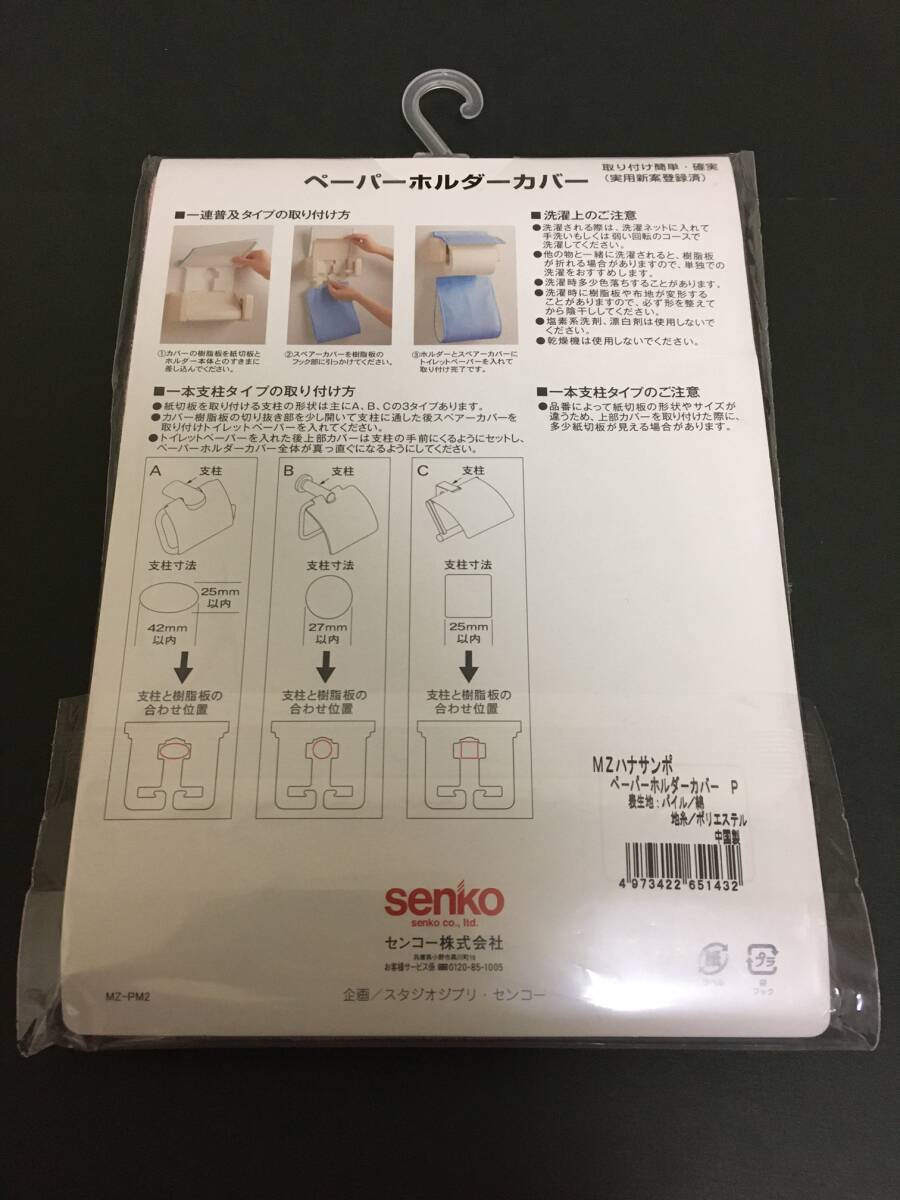 ペーパーホルダーカバー
取り付け簡単・確実
(実用新案登録済)
■一連普及タイプの取り付け方
①カバーの樹脂板を紙切板と
ホルダー本体とのすきまに
差し込んでください。
②スペアーカバーを樹脂板の
フック部に引っかけてください。
③ホルダーとスペアーカバーに
トイレットペーパーを入れて
取り付け完了です。
■洗濯上のご注意
●洗濯される際は、洗濯ネットに入れて
手洗いもしくは弱い回転のコースで
洗濯してください。
●他の物と一緒に洗濯されると、樹脂板
が折れる場合がありますので、単独での
洗濯をおすすめします。
●洗濯時多少色落ちすることがあります。
●洗濯時に樹脂板や布地が変形する
ことがありますので、必ず形を整えて
から陰干ししてください。
●塩素系洗剤、漂白剤は使用しないで
ください。
●乾燥機は使用しないでください。
■一本支柱タイプの取り付け方
●紙切板を取り付ける支柱の形状は主にA、B、Cの3タイプあります。
●カバー樹脂板の切り抜き部を少し開いて支柱に通した後スペアーカバーを
取り付けトイレットペーパーを入れてください。
●トイレットペーパーを入れた後上部カバーは支柱の手前にくるようにセットし、
ペーパーホルダーカバー全体が真っ直ぐになるようにしてください。
■一本支柱タイプのご注意
●品番によって紙切板の形状やサイズが
違うため、上部カバーを取り付けた際に、
多少紙切板が見える場合があります。
A 支柱
支柱寸法
25mm
以内
42mm
以内
支柱と樹脂板の
合わせ位置
B 支柱
支柱寸法
27mm
以内
支柱と樹脂板の
合わせ位置
C 支柱
支柱寸法
25mm
以内
支柱と樹脂板の
合わせ位置
MZハナサンポ
ペーパーホルダーカバー P
表生地:パイル/綿
地糸/ポリエステル
中国製
4 973422 651432
senko
senko co., ltd.
センコー株式会社
兵庫県小野市黒川町
お客様サービス係 0120-85-1005
MZ-PM2
企画/スタジオジブリ・センコー
紙
ラベル
プラ
袋
フック